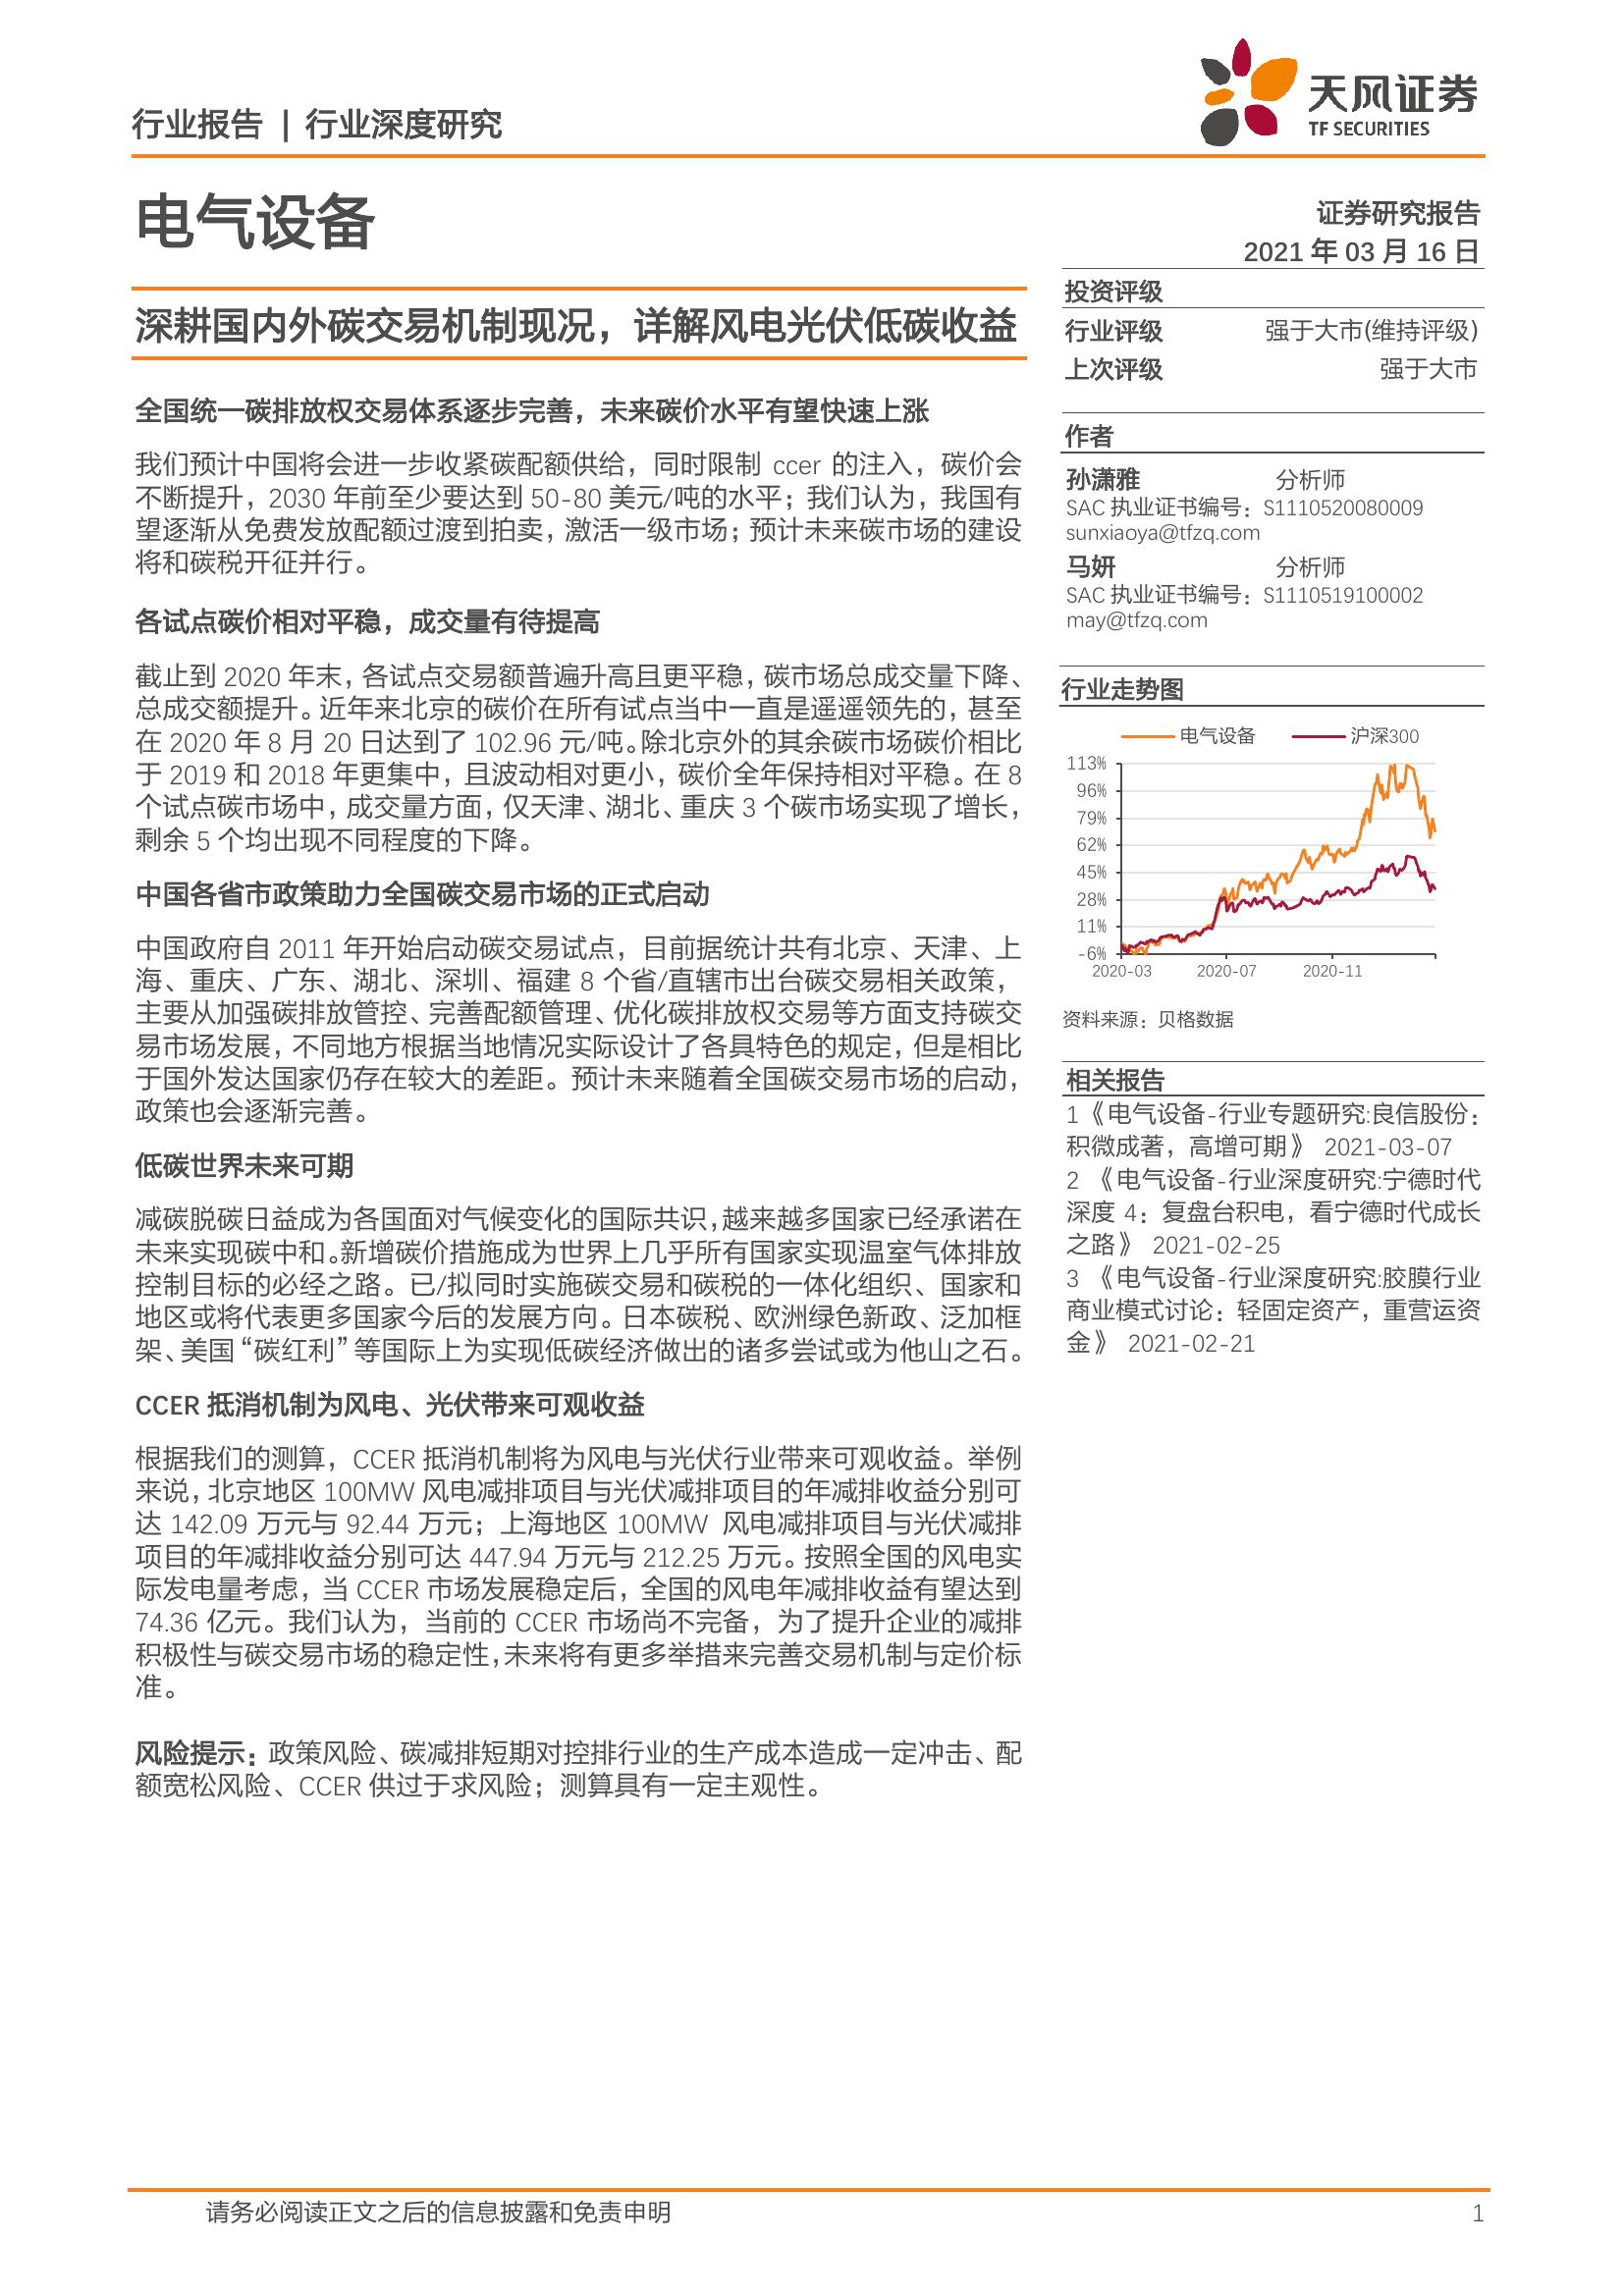 行业报告 | 行业深度研究
天风证券
TF SECURITIES
电气设备
深耕国内外碳交易机制现况，详解风电光伏低碳收益
全国统一碳排放权交易体系逐步完善，未来碳价水平有望快速上涨
我们预计中国将会进一步收紧碳配额供给，同时限制 ccer 的注入，碳价会
不断提升，2030 年前至少要达到 50-80 美元/吨的水平；我们认为，我国有
望逐渐从免费发放配额过渡到拍卖，激活一级市场；预计未来碳市场的建设
将和碳税开征并行。
各试点碳价相对平稳，成交量有待提高
截止到 2020 年末，各试点交易额普遍升高且更平稳，碳市场总成交量下降、
总成交额提升。近年来北京的碳价在所有试点当中一直是遥遥领先的，甚至
在 2020 年 8 月 20 日达到了 102.96 元/吨。除北京外的其余碳市场碳价相比
于 2019 和 2018 年更集中，且波动相对更小，碳价全年保持相对平稳。在 8
个试点碳市场中，成交量方面，仅天津、湖北、重庆 3 个碳市场实现了增长，
剩余 5 个均出现不同程度的下降。
中国各省市政策助力全国碳交易市场的正式启动
中国政府自 2011 年开始启动碳交易试点，目前据统计共有北京、天津、上
海、重庆、广东、湖北、深圳、福建 8 个省/直辖市出台碳交易相关政策，
主要从加强碳排放管控、完善配额管理、优化碳排放权交易等方面支持碳交
易市场发展，不同地方根据当地情况实际设计了各具特色的规定，但是相比
于国外发达国家仍存在较大的差距。预计未来随着全国碳交易市场的启动，
政策也会逐渐完善。
低碳世界未来可期
减碳脱碳日益成为各国面对气候变化的国际共识，越来越多国家已经承诺在
未来实现碳中和。新增碳价措施成为世界上几乎所有国家实现温室气体排放
控制目标的必经之路。已/拟同时实施碳交易和碳税的一体化组织、国家和
地区或将代表更多国家今后的发展方向。日本碳税、欧洲绿色新政、泛加框
架、美国“碳红利”等国际上为实现低碳经济做出的诸多尝试或为他山之石。
CCER 抵消机制为风电、光伏带来可观收益
根据我们的测算，CCER 抵消机制将为风电与光伏行业带来可观收益。举例
来说，北京地区 100MW 风电减排项目与光伏减排项目的年减排收益分别可
达 142.09 万元与 92.44 万元；上海地区 100MW 风电减排项目与光伏减排
项目的年减排收益分别可达 447.94 万元与 212.25 万元。按照全国的风电实
际发电量考虑，当 CCER 市场发展稳定后，全国的风电年减排收益有望达到
74.36 亿元。我们认为，当前的 CCER 市场尚不完备，为了提升企业的减排
积极性与碳交易市场的稳定性，未来将有更多举措来完善交易机制与定价标
准。
风险提示：政策风险、碳减排短期对控排行业的生产成本造成一定冲击、配
额宽松风险、CCER 供过于求风险；测算具有一定主观性。
证券研究报告
2021 年 03 月 16 日
投资评级
行业评级 强于大市(维持评级)
上次评级 强于大市
作者
孙潇雅 分析师
SAC 执业证书编号：S1110520080009
sunxiaoya@tfzq.com
马妍 分析师
SAC 执业证书编号：S1110519100002
may@tfzq.com
行业走势图
电气设备 沪深300
113%
96%
79%
62%
45%
28%
11%
-6%
2020-03 2020-07 2020-11
资料来源：贝格数据
相关报告
1《电气设备-行业专题研究:良信股份：
积微成著，高增可期》 2021-03-07
2 《电气设备-行业深度研究:宁德时代
深度 4：复盘台积电，看宁德时代成长
之路》 2021-02-25
3 《电气设备-行业深度研究:胶膜行业
商业模式讨论：轻固定资产，重营运资
金》 2021-02-21
请务必阅读正文之后的信息披露和免责申明 1